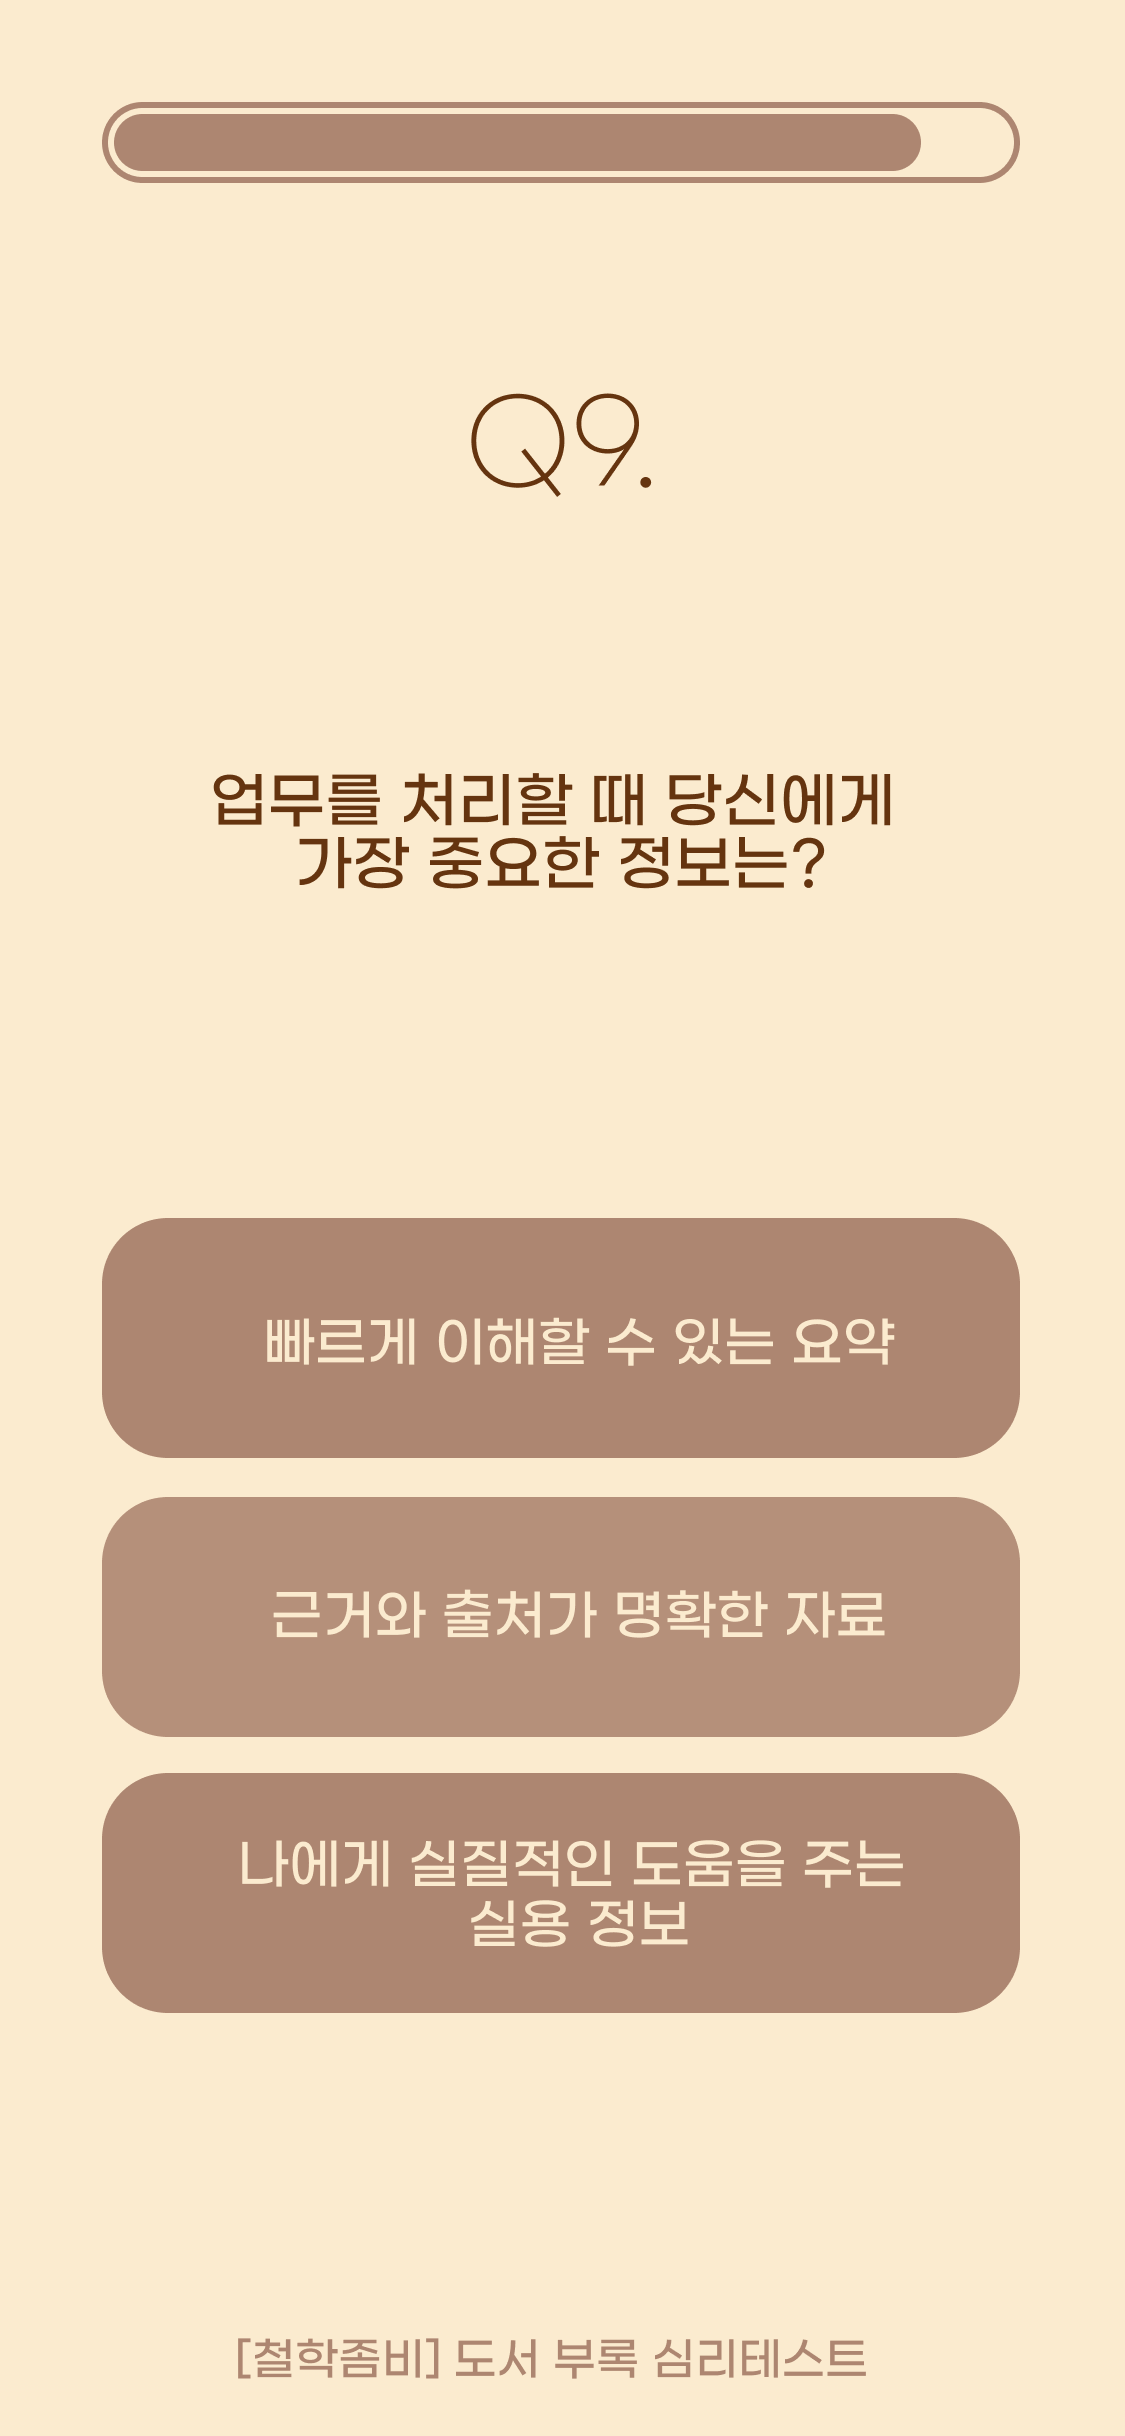 Q9.
업무를 처리할 때 당신에게
가장 중요한 정보는?
빠르게 이해할 수 있는 요약
근거와 출처가 명확한 자료
나에게 실질적인 도움을 주는
실용 정보
[철학좀비] 도서 부록 심리테스트